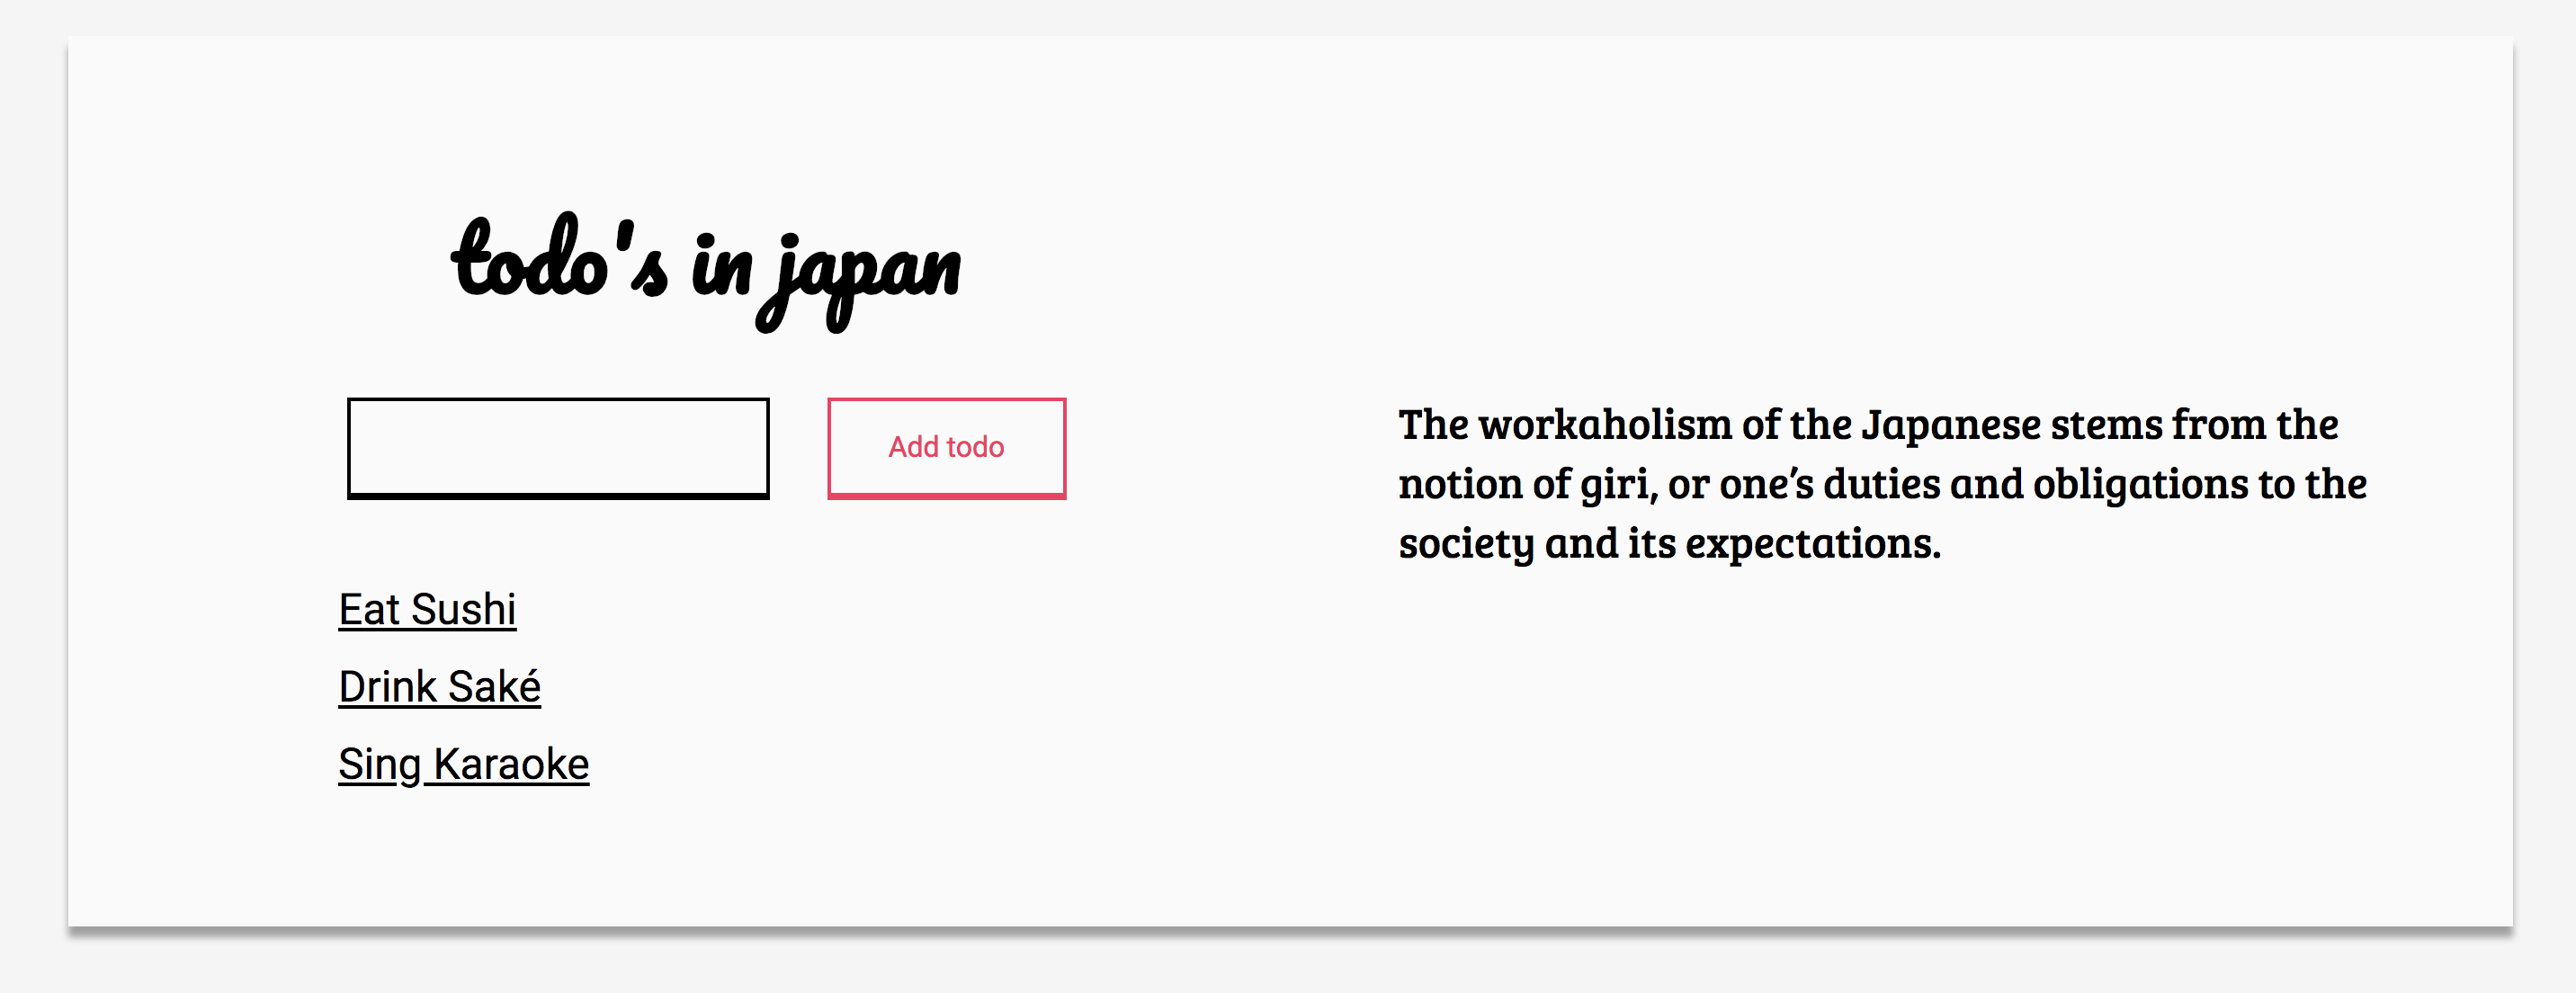 todo's in japan
Add todo
Eat Sushi
Drink Saké
Sing Karaoke
The workaholism of the Japanese stems from the
notion of giri, or one’s duties and obligations to the
society and its expectations.